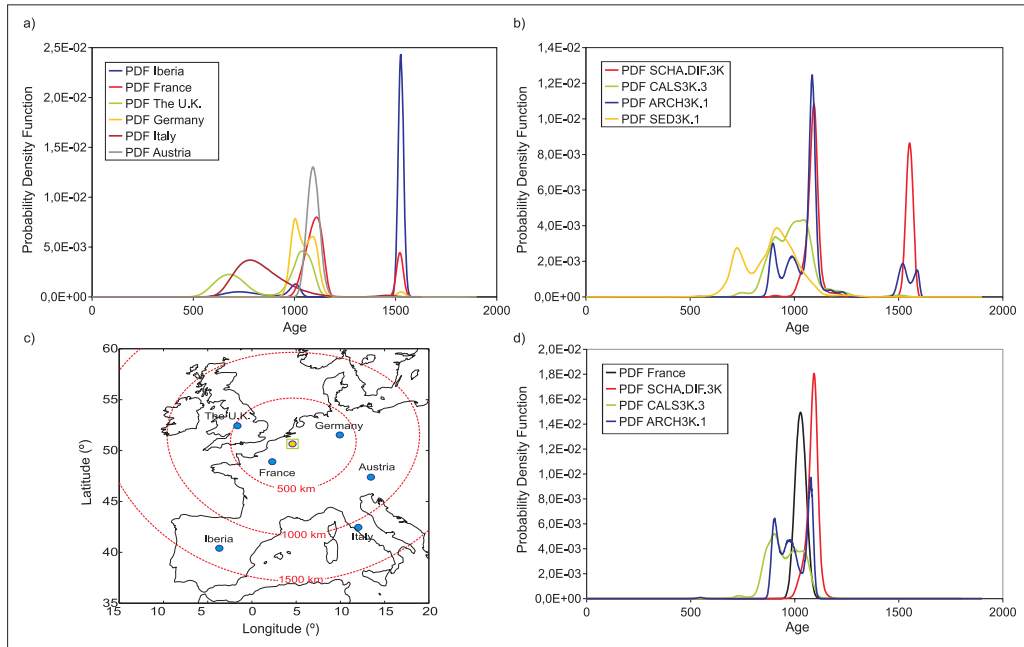 a)
2,5E-02
2,0E-02
1,5E-02
1,0E-02
5,0E-03
0,0E+00
Probability Density Function
PDF Iberia
PDF France
PDF The U.K.
PDF Germany
PDF Italy
PDF Austria
0 500 1000 1500 2000
Age
b)
1,4E-02
1,2E-02
1,0E-02
8,0E-03
6,0E-03
4,0E-03
2,0E-03
0,0E+00
Probability Density Function
PDF SCHA.DIF.3K
PDF CALS3K.3
PDF ARCH3K.1
PDF SED3K.1
0 500 1000 1500 2000
Age
c)
60
55
50
45
40
35
Latitude (º)
The U.K.
Germany
France
Austria
500 km
Italy
1000 km
Iberia
1500 km
15 10 5 0 5 10 15 20
Longitude (º)
d)
2,0E-02
1,8E-02
1,6E-02
1,4E-02
1,2E-02
1,0E-02
8,0E-03
6,0E-03
4,0E-03
2,0E-03
0,0E+00
Probability Density Function
PDF France
PDF SCHA.DIF.3K
PDF CALS3K.3
PDF ARCH3K.1
0 500 1000 1500 2000
Age